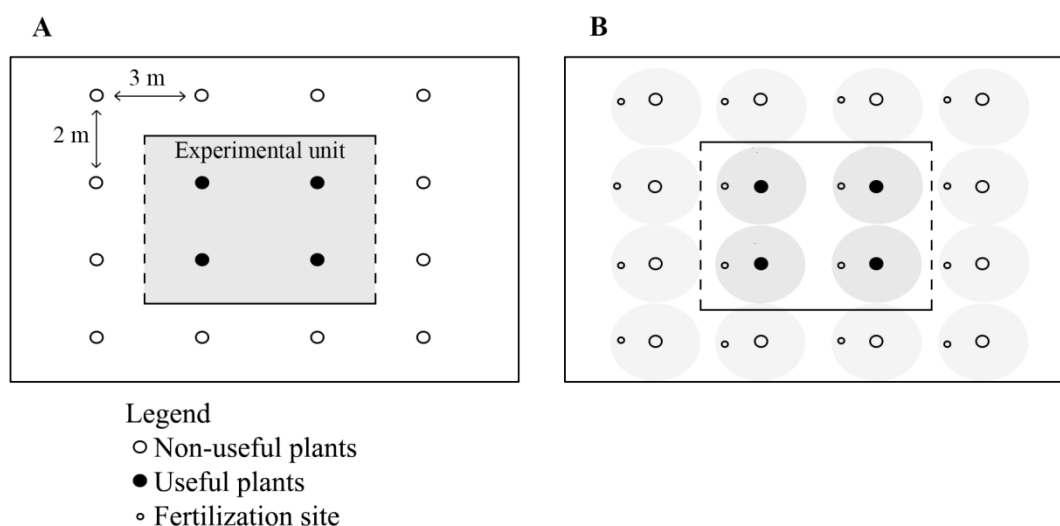 A
B
3 m
2 m
Experimental unit
Legend
Non-useful plants
Useful plants
Fertilization site